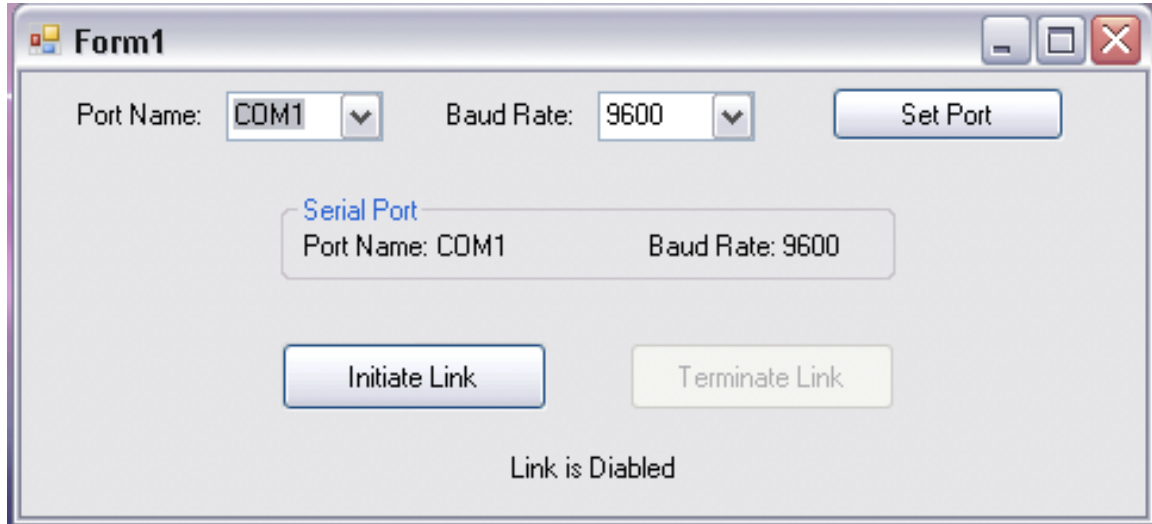 Form1
Port Name: COM1 Baud Rate: 9600 Set Port
Serial Port
Port Name: COM1 Baud Rate: 9600
Initiate Link Terminate Link
Link is Diabled